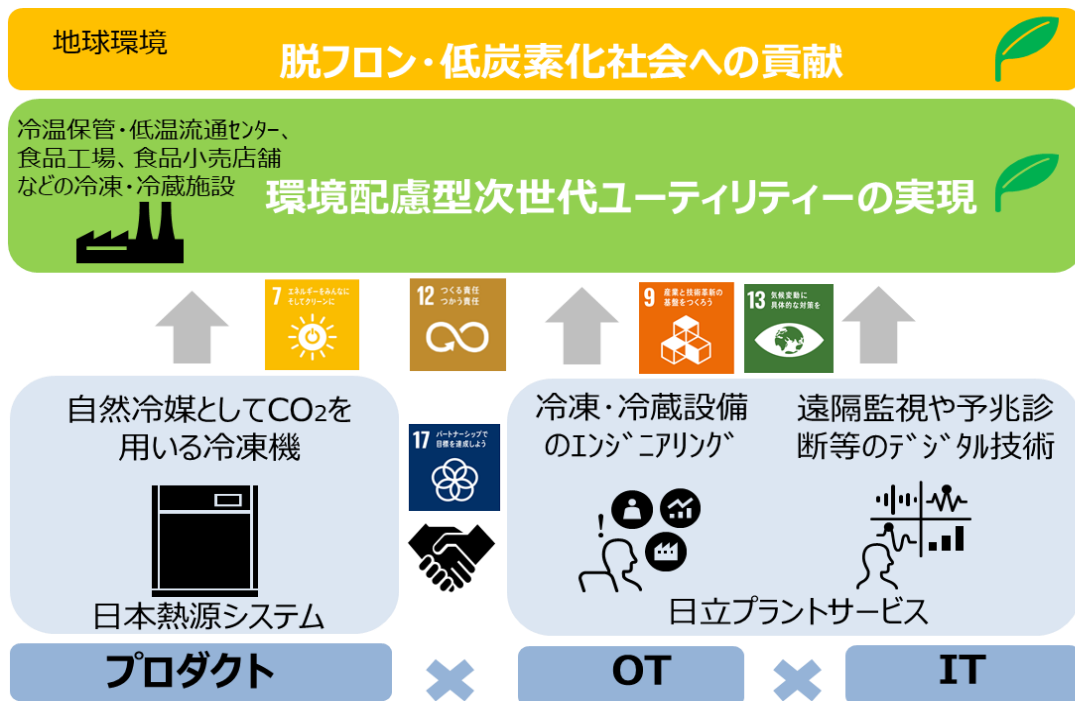 地球環境
脱フロン・低炭素化社会への貢献
冷温保管・低温流通ｾﾝﾀｰ、
食品工場、食品小売店舗
などの冷凍・冷蔵施設
環境配慮型次世代ユーティリティーの実現
7 エネルギーをみんなに
そしてクリーンに
12 つくる責任
つかう責任
9 産業と技術革新の
基盤をつくろう
13 気候変動に
具体的な対策を
自然冷媒としてCO₂を
用いる冷凍機
日本熱源システム
17 パートナーシップで
目標を達成しよう
冷凍・冷蔵設備
のｴﾝｼﾞﾆｱﾘﾝｸﾞ
遠隔監視や予兆診
断等のﾃﾞｼﾞﾀﾙ技術
!
日立プラントサービス
プロダクト × OT × IT